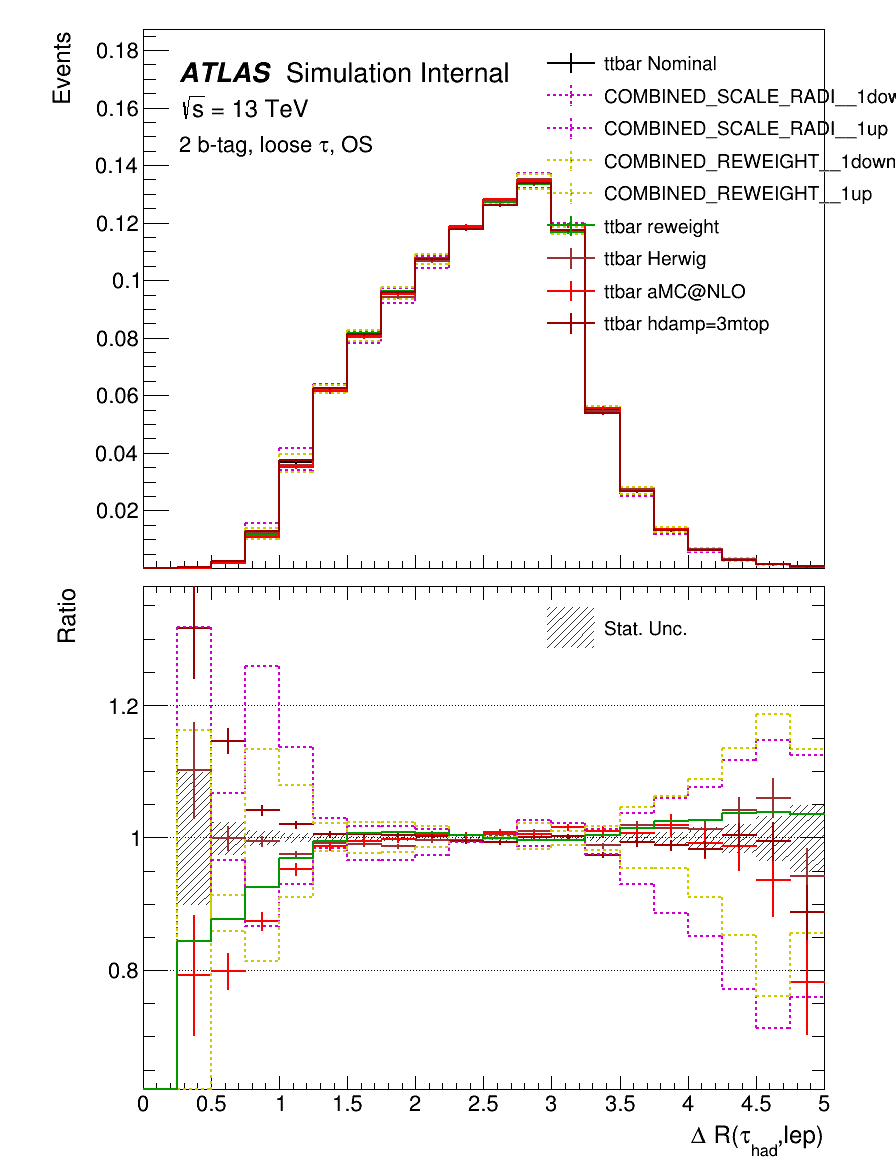 Events
0.18
0.16
0.14
0.12
0.1
0.08
0.06
0.04
0.02
ATLAS Simulation Internal
√s = 13 TeV
2 b-tag, loose τ, OS
ttbar Nominal
COMBINED_SCALE_RADI__1dow
COMBINED_SCALE_RADI__1up
COMBINED_REWEIGHT__1down
COMBINED_REWEIGHT__1up
ttbar reweight
ttbar Herwig
ttbar aMC@NLO
ttbar hdamp=3mtop
Ratio
1.2
1
0.8
Stat. Unc.
0 0.5 1 1.5 2 2.5 3 3.5 4 4.5 5
Δ R(τhad,lep)